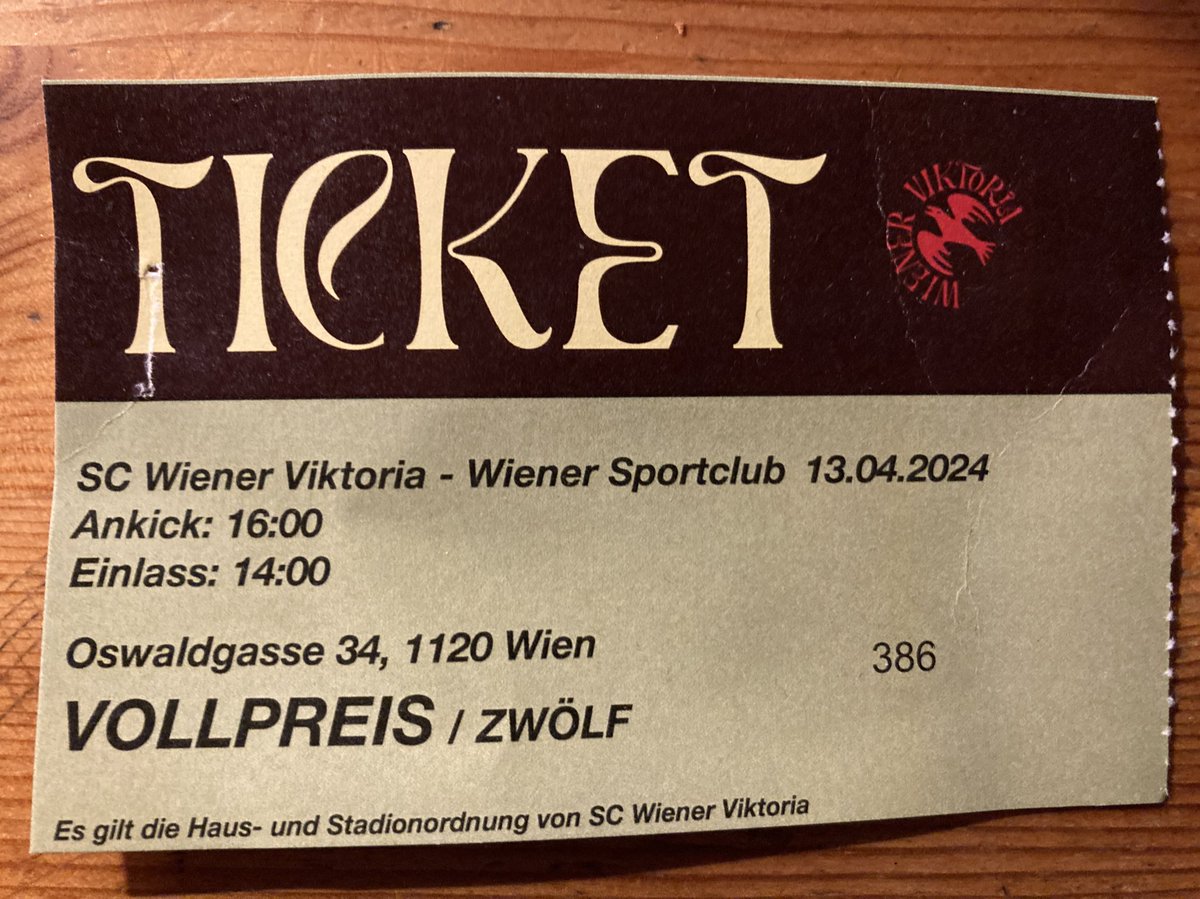 TICKET
WIENER VIKTORIA
SC Wiener Viktoria - Wiener Sportclub 13.04.2024
Ankick: 16:00
Einlass: 14:00
Oswaldgasse 34, 1120 Wien
386
VOLLPREIS / ZWÖLF
Es gilt die Haus- und Stadionordnung von SC Wiener Viktoria